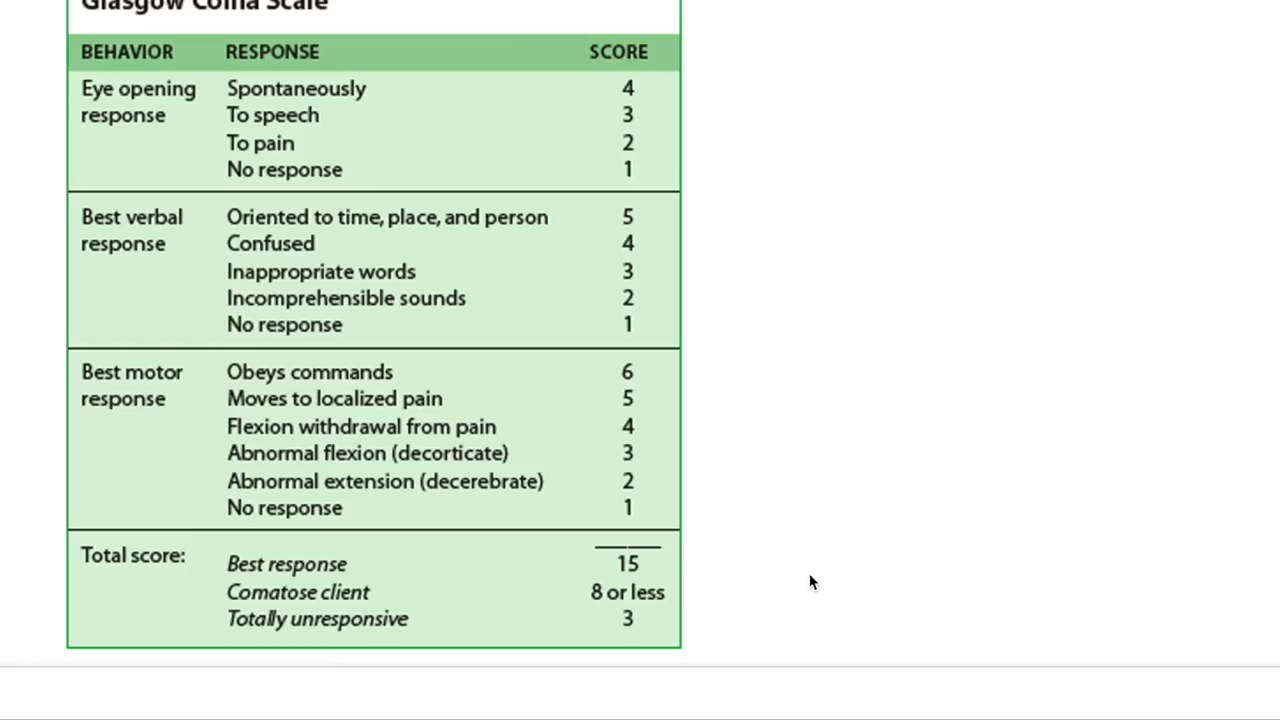 Glasgow Coma Scale
BEHAVIOR RESPONSE SCORE
Eye opening Spontaneously 4
response To speech 3
To pain 2
No response 1
Best verbal Oriented to time, place, and person 5
response Confused 4
Inappropriate words 3
Incomprehensible sounds 2
No response 1
Best motor Obeys commands 6
response Moves to localized pain 5
Flexion withdrawal from pain 4
Abnormal flexion (decorticate) 3
Abnormal extension (decerebrate) 2
No response 1
Total score: Best response 15
Comatose client 8 or less
Totally unresponsive 3